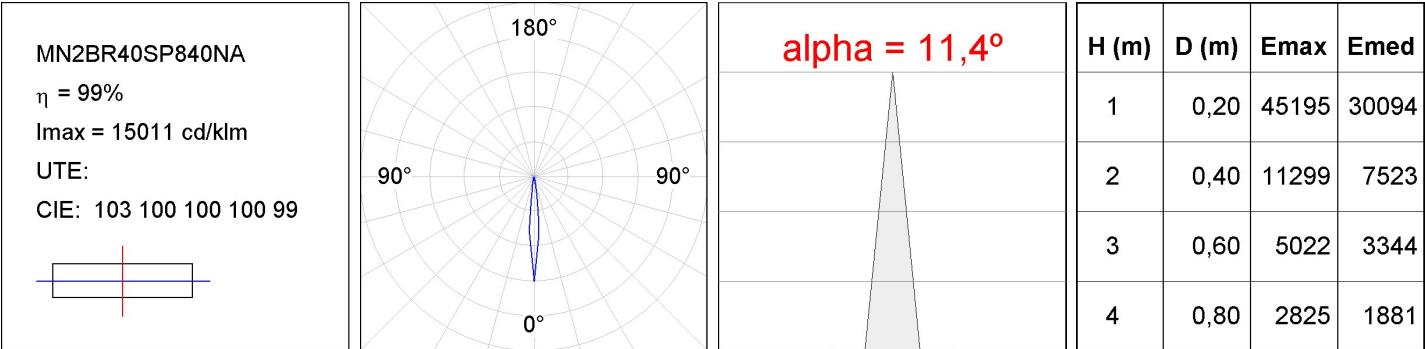 MN2BR40SP840NA
η = 99%
Imax = 15011 cd/klm
UTE:
CIE: 103 100 100 100 99
180°
90° 90°
0°
alpha = 11,4º
H (m) D (m) Emax Emed
1 0,20 45195 30094
2 0,40 11299 7523
3 0,60 5022 3344
4 0,80 2825 1881